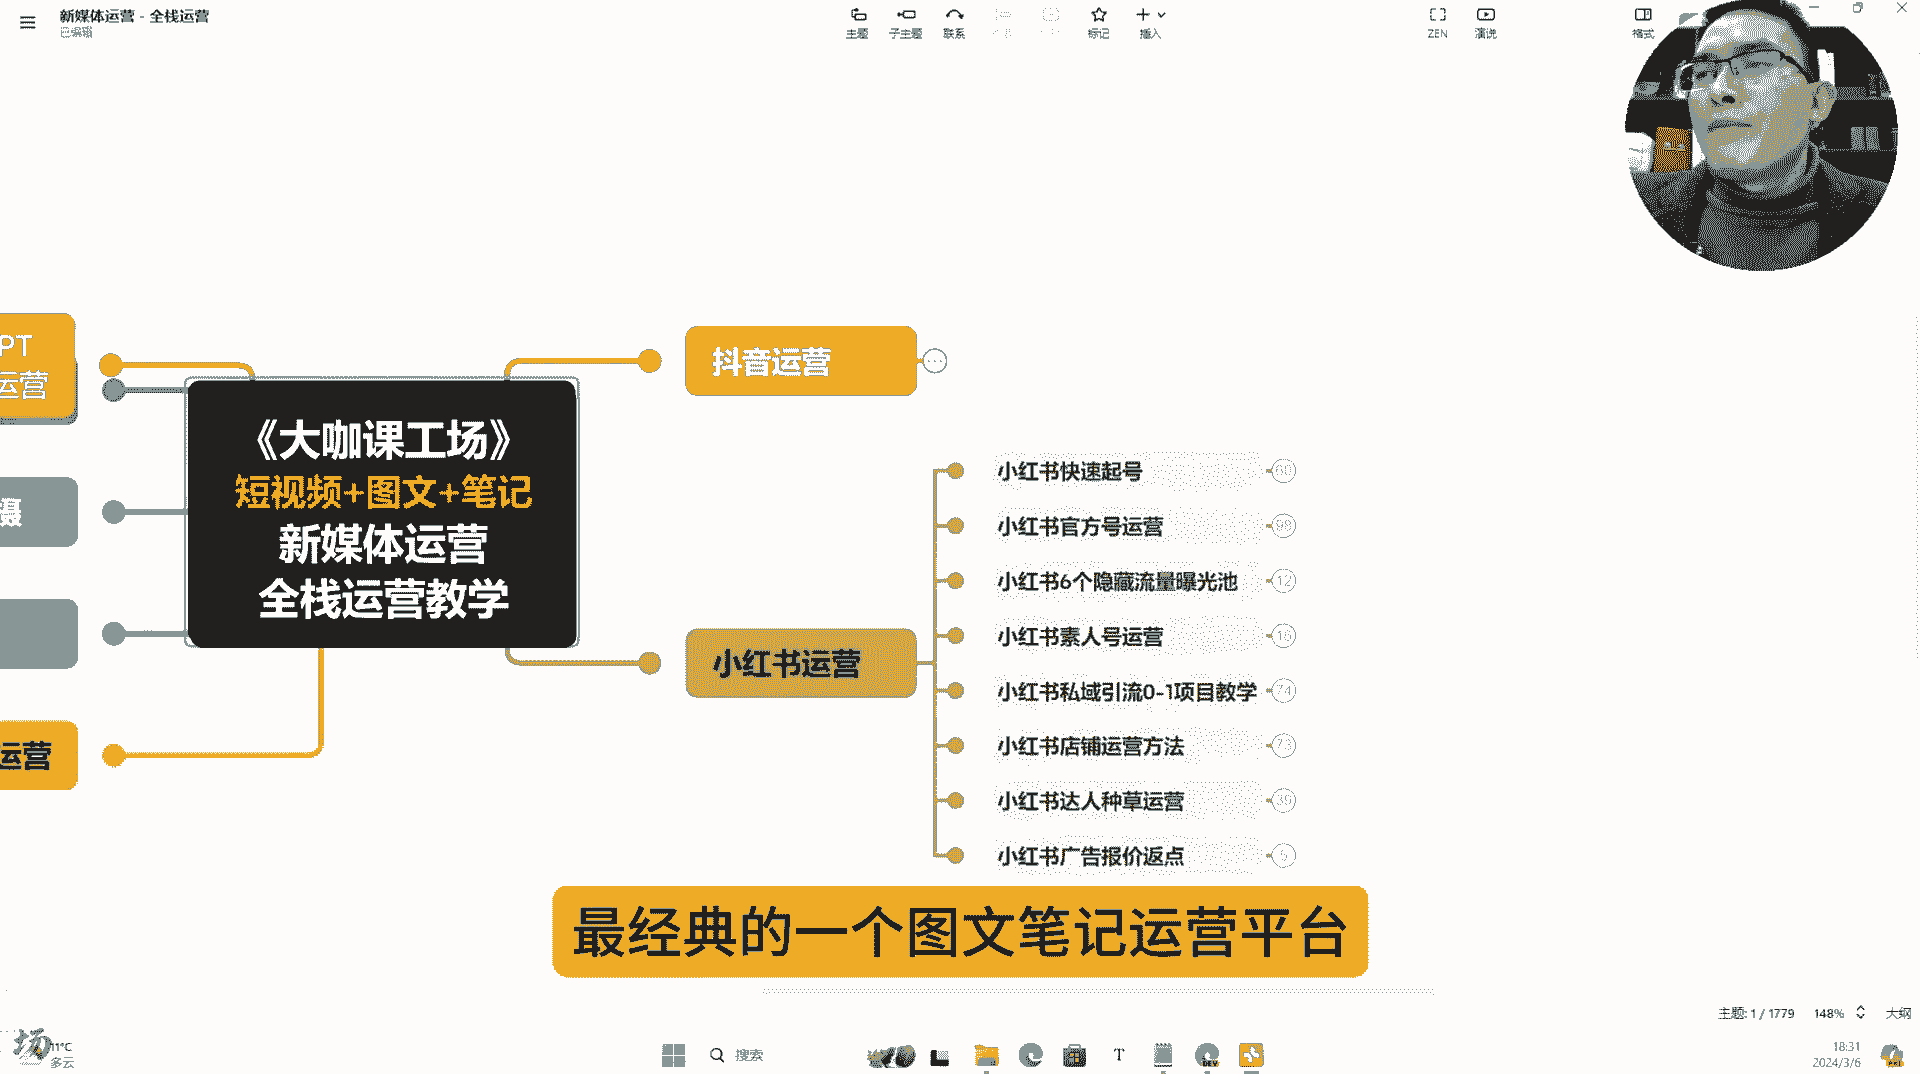 新媒体运营 - 全栈运营
已编辑
主题
子主题
联系
标记
插入
ZEN
演说
格式
PT
运营
摄
运营
《大咖课工场》
短视频+图文+笔记
新媒体运营
全栈运营教学
抖音运营
小红书运营
小红书快速起号
60
小红书官方号运营
98
小红书6个隐藏流量曝光池
12
小红书素人号运营
16
小红书私域引流0-1项目教学
74
小红书店铺运营方法
73
小红书达人种草运营
39
小红书广告报价返点
5
最经典的一个图文笔记运营平台
主题: 1 / 1779
148%
大纲
场
11°C
多云
搜索
T
DEV
18:31
2024/3/6